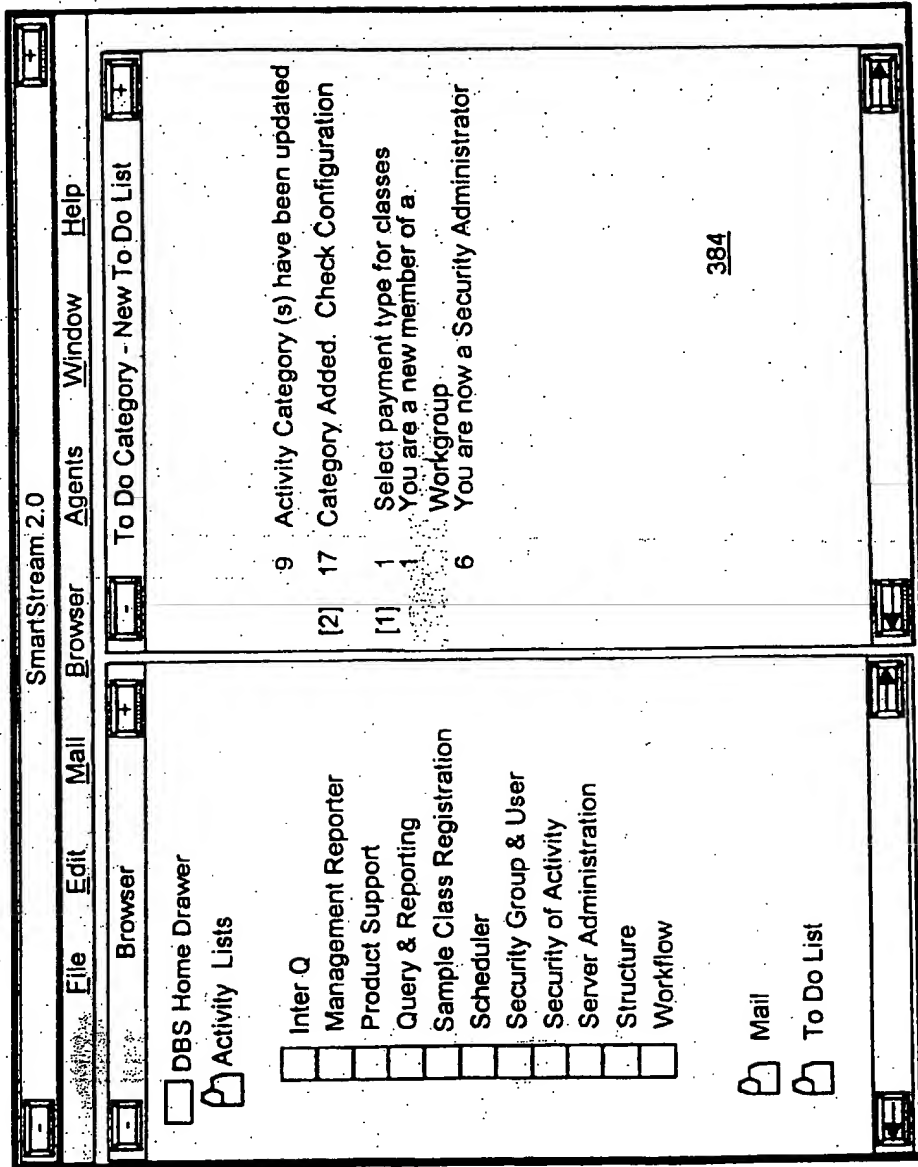 SmartStream 2.0
File Edit Mail Browser Agents Window Help
Browser
DBS Home Drawer
Activity Lists
Inter Q
Management Reporter
Product Support
Query & Reporting
Sample Class Registration
Scheduler
Security Group & User
Security of Activity
Server Administration
Structure
Workflow
Mail
To Do List
To Do Category - New To Do List
9 Activity Category (s) have been updated
[2] 17 Category Added. Check Configuration
[1] 1 Select payment type for classes
1 You are a new member of a
Workgroup
6 You are now a Security Administrator
384